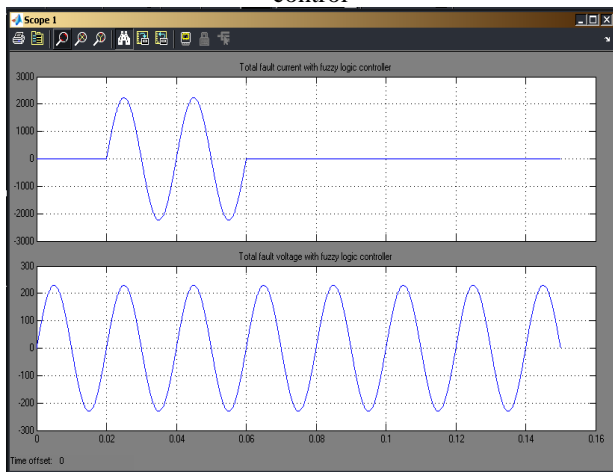 control
Scope 1
Total fault current with fuzzy logic controller
3000
2000
1000
0
-1000
-2000
-3000
Total fault voltage with fuzzy logic controller
300
200
100
0
-100
-200
-300
0 0.02 0.04 0.06 0.08 0.1 0.12 0.14 0.16
Time offset: 0